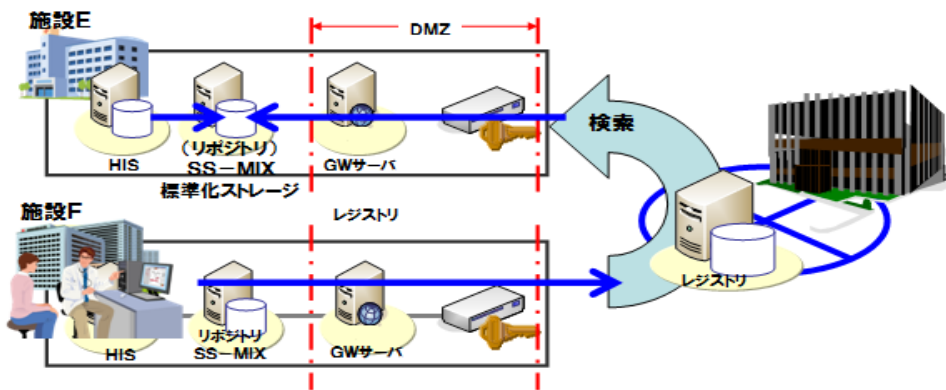 施設E
DMZ
検索
HIS
（リポジトリ）
SS－MIX
標準化ストレージ
GWサーバ
施設F
レジストリ
レジストリ
HIS
リポジトリ
SS－MIX
GWサーバ